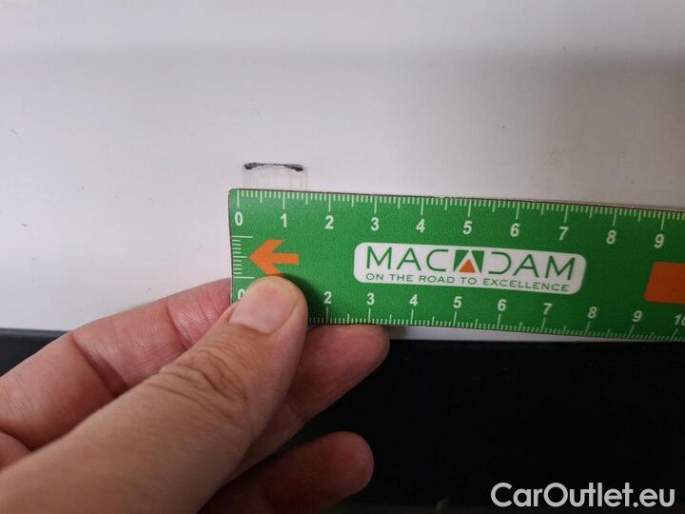 0 1 2 3 4 5 6 7 8 9
MACADAM
ON THE ROAD TO EXCELLENCE
0 2 3 4 5 6 7 8 9 10
CarOutlet.eu